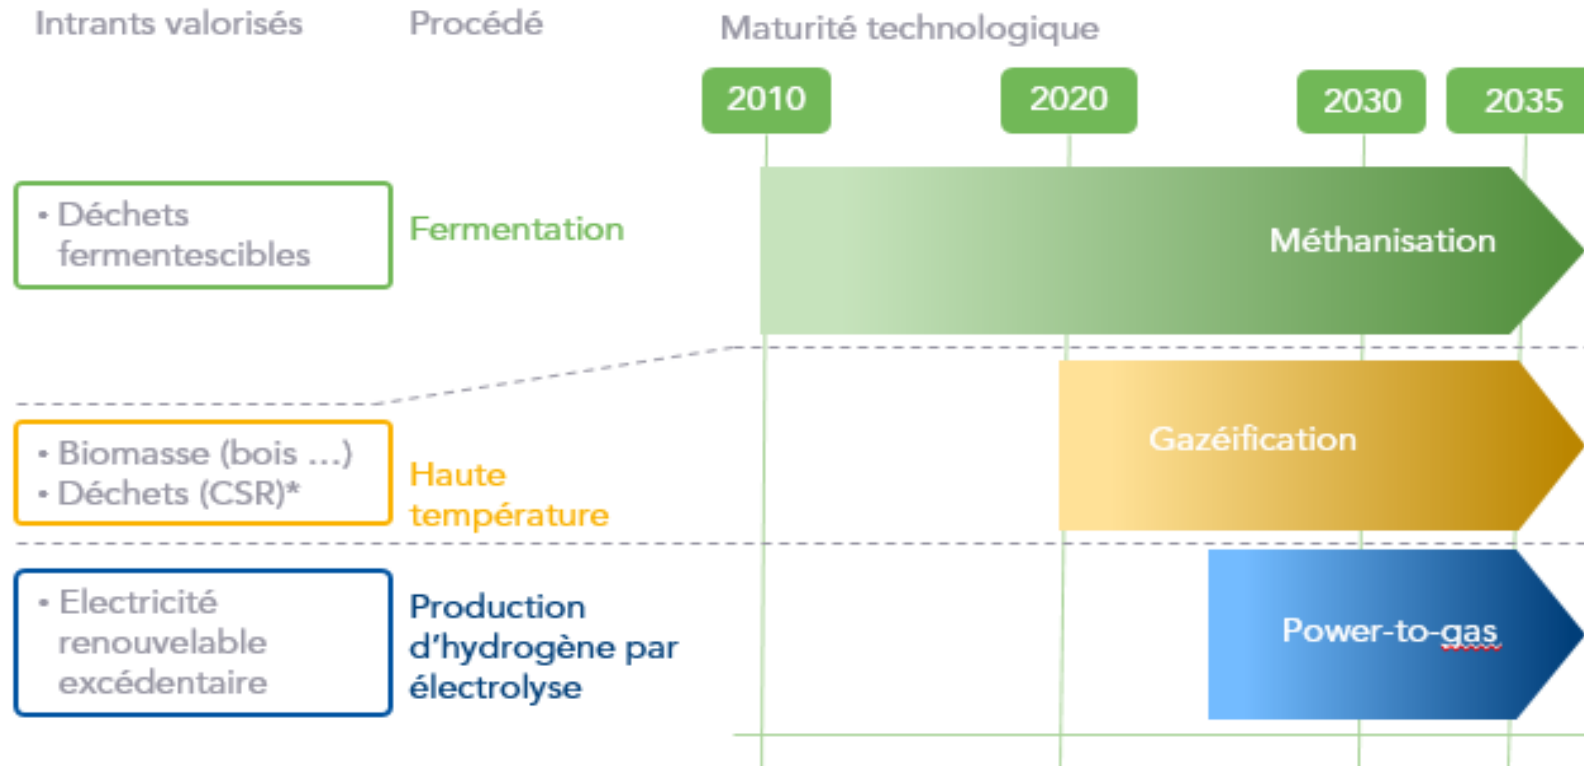 Intrants valorisés
Procédé
Maturité technologique
2010
2020
2030
2035
• Déchets
fermentescibles
Fermentation
Méthanisation
• Biomasse (bois ...)
• Déchets (CSR)*
Haute
température
Gazéification
• Electricité
renouvelable
excédentaire
Production
d'hydrogène par
électrolyse
Power-to-gas